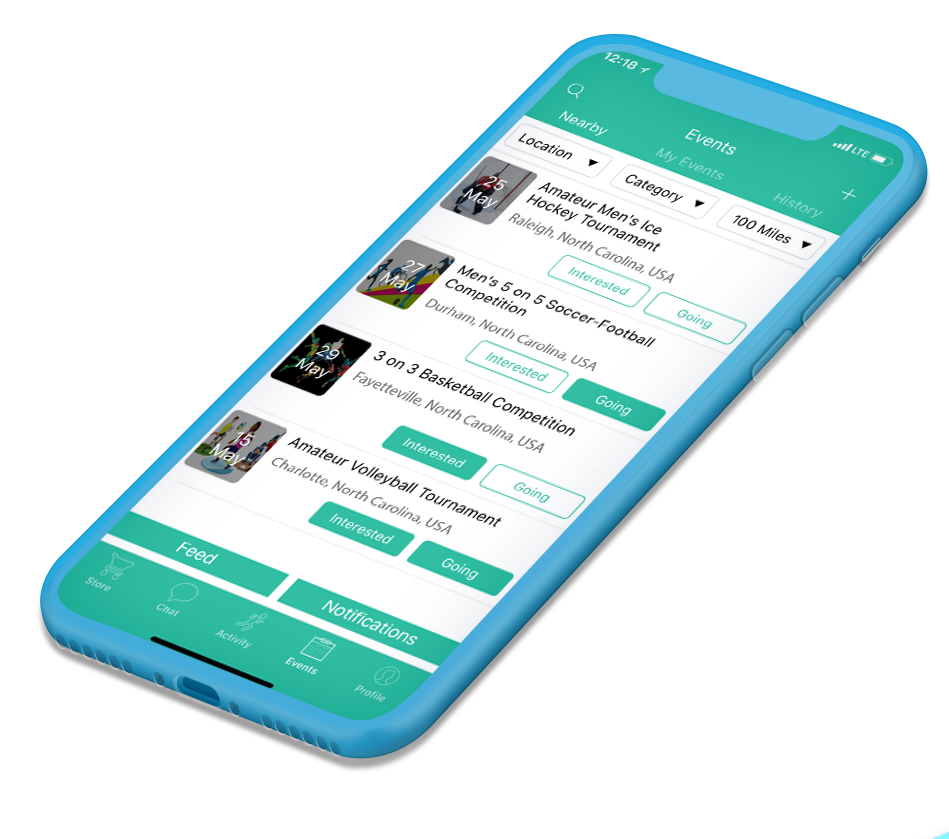 12:18
LTE
Events
Nearby
My Events
History
Location
Category
100 Miles
25
May
Amateur Men's Ice
Hockey Tournament
Raleigh, North Carolina, USA
Interested
Going
27
May
Men's 5 on 5 Soccer-Football
Competition
Durham, North Carolina, USA
Interested
Going
29
May
3 on 3 Basketball Competition
Fayetteville, North Carolina, USA
Interested
Going
15
May
Amateur Volleyball Tournament
Charlotte, North Carolina, USA
Interested
Going
Feed
Notifications
Store
Chat
Activity
Events
Profile